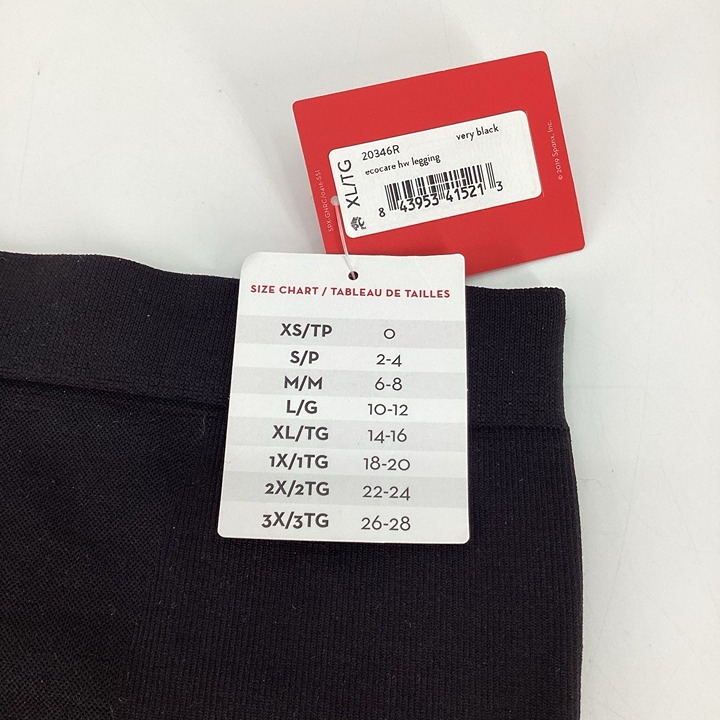 20346R very black
ecocare hw legging
XL/TG
8 43953 41521 3
© 2019 Spanx, Inc.
SIZE CHART / TABLEAU DE TAILLES
XS/TP 0
S/P 2-4
M/M 6-8
L/G 10-12
XL/TG 14-16
1X/1TG 18-20
2X/2TG 22-24
3X/3TG 26-28